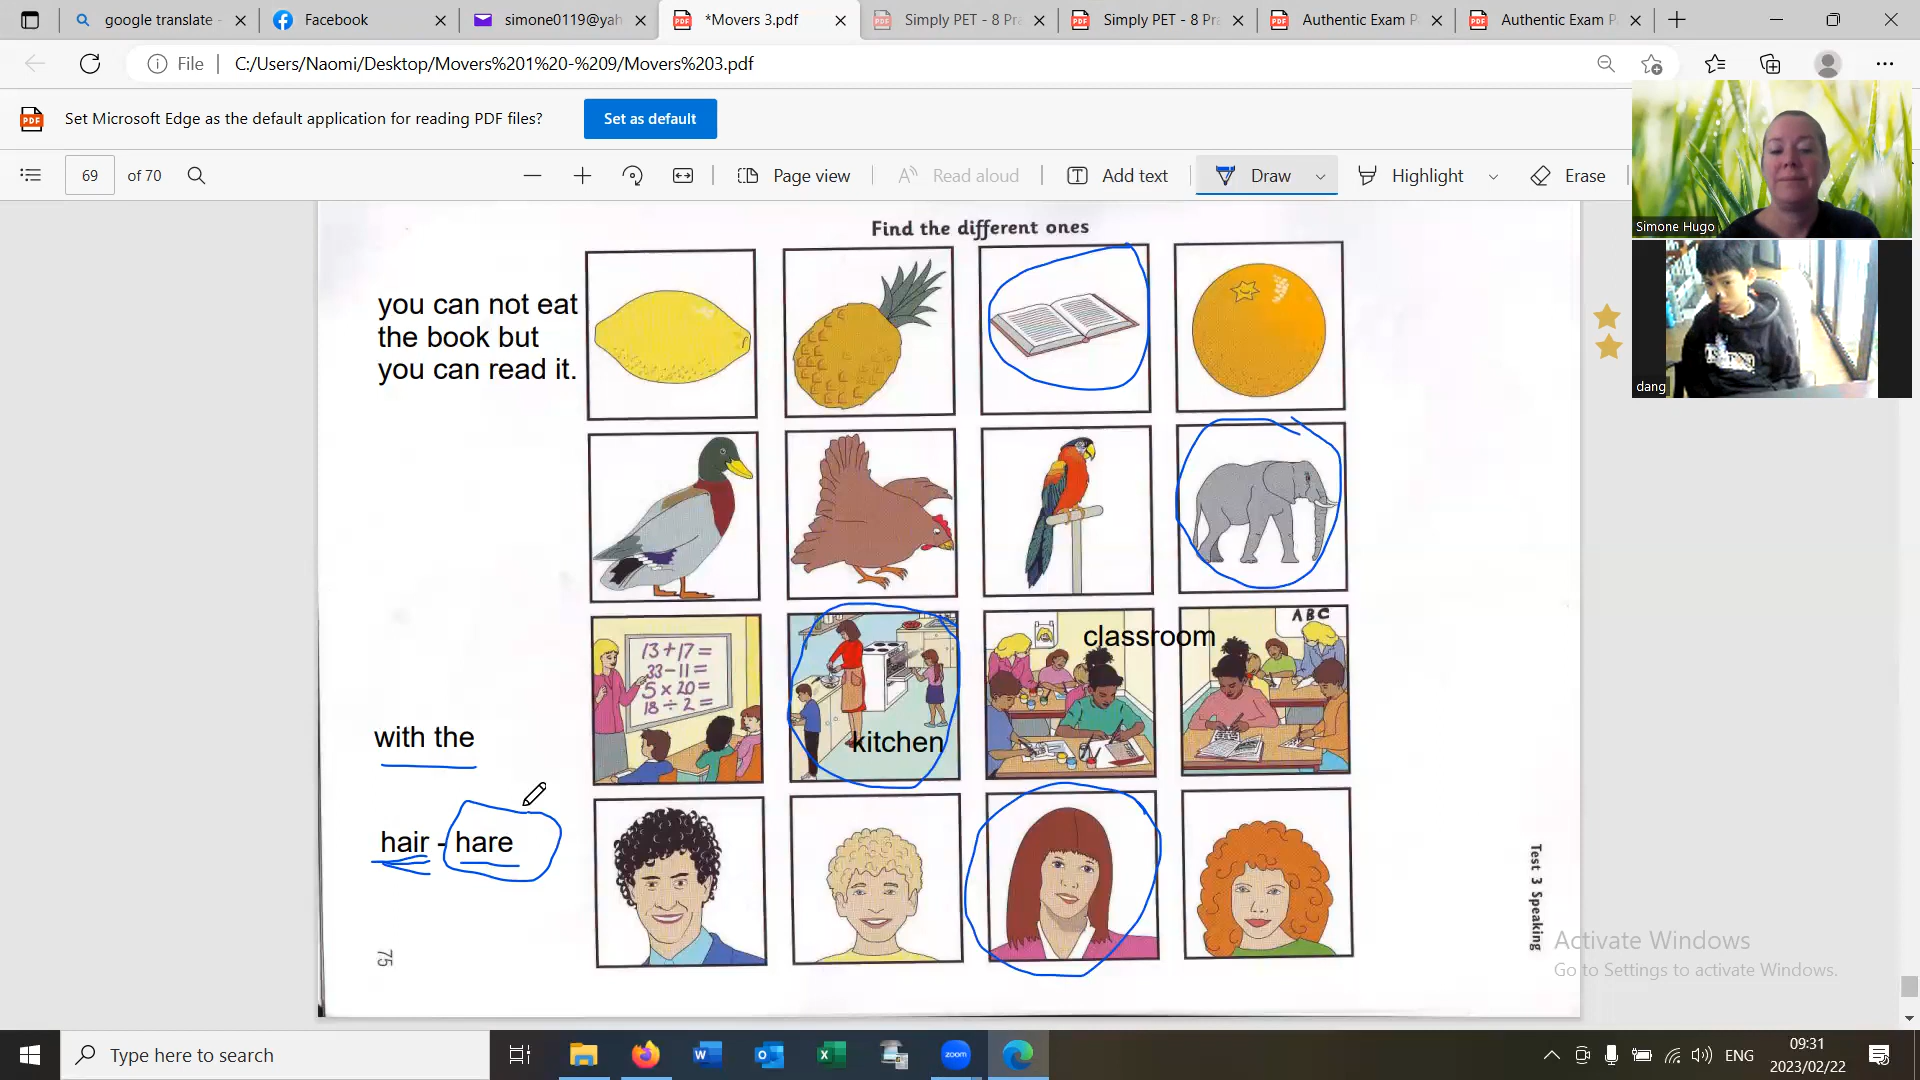 google translate -
Facebook
simone0119@yah
*Movers 3.pdf
Simply PET - 8 Pra
Simply PET - 8 Pra
Authentic Exam P
Authentic Exam P
File
C:/Users/Naomi/Desktop/Movers%201%20-%209/Movers%203.pdf
Set Microsoft Edge as the default application for reading PDF files?
Set as default
69 of 70
Page view
Read aloud
Add text
Draw
Highlight
Erase
Simone Hugo
dang
Find the different ones
you can not eat
the book but
you can read it.
13 + 17 =
33 - 11 =
5 x 20 =
18 ÷ 2 =
ABC
classroom
kitchen
with the
hair - hare
Test 3 Speaking
75
Activate Windows
Go to Settings to activate Windows.
Type here to search
zoom
ENG
09:31
2023/02/22